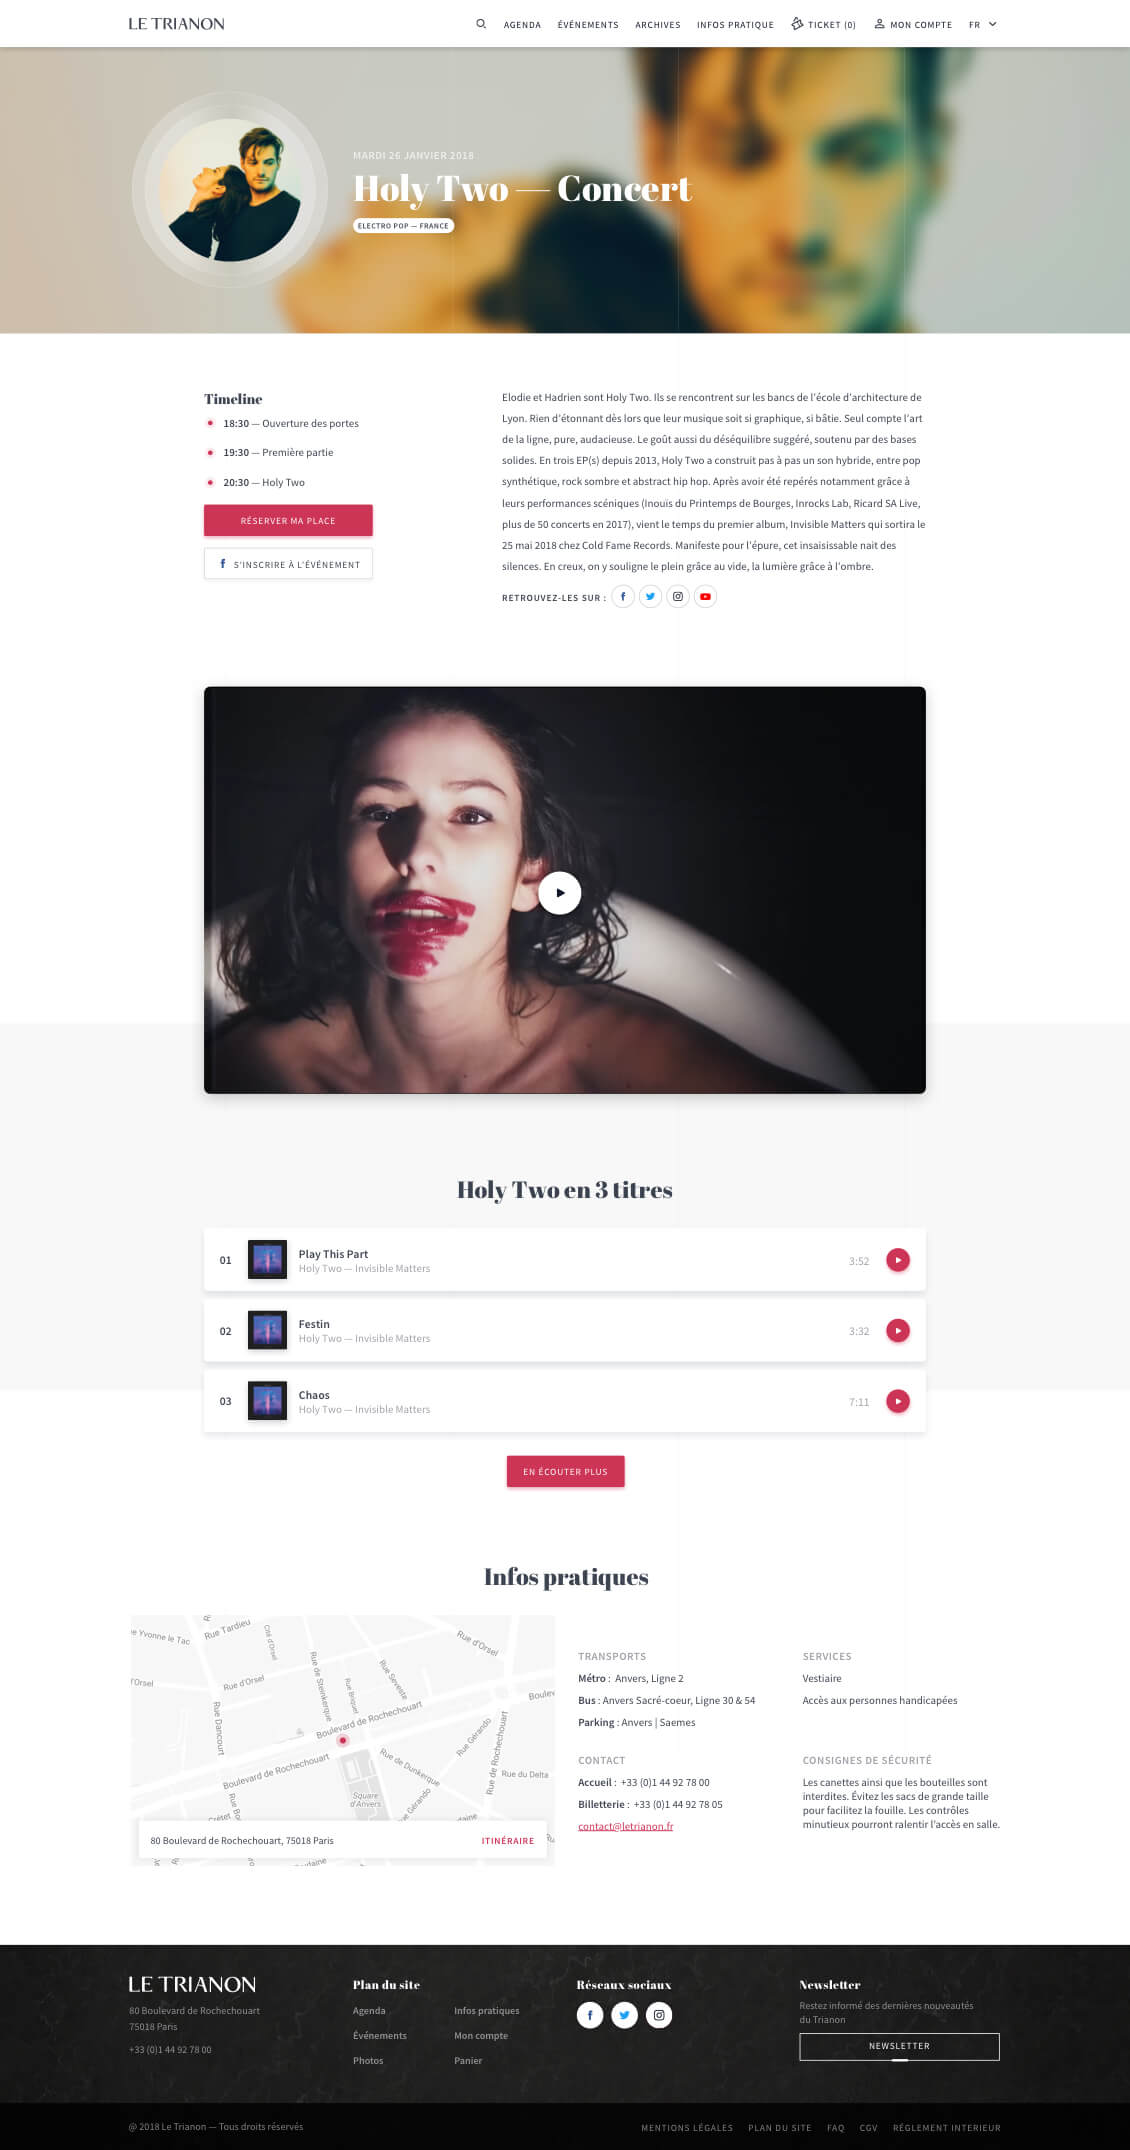 LE TRIANON
AGENDA
ÉVÉNEMENTS
ARCHIVES
INFOS PRATIQUE
TICKET (0)
MON COMPTE
FR
MARDI 26 JANVIER 2018
Holy Two — Concert
ELECTRO POP — FRANCE
Timeline
18:30 — Ouverture des portes
19:30 — Première partie
20:30 — Holy Two
RÉSERVER MA PLACE
S'INSCRIRE À L'ÉVÉNEMENT
Elodie et Hadrien sont Holy Two. Ils se rencontrent sur les bancs de l'école d'architecture de
Lyon. Rien d'étonnant dès lors que leur musique soit si graphique, si bâtie. Seul compte l'art
de la ligne, pure, audacieuse. Le goût aussi du déséquilibre suggéré, soutenu par des bases
solides. En trois EP(s) depuis 2013, Holy Two a construit pas à pas un son hybride, entre pop
synthétique, rock sombre et abstract hip hop. Après avoir été repérés notamment grâce à
leurs performances scéniques (Inouïs du Printemps de Bourges, Inrocks Lab, Ricard SA Live,
plus de 50 concerts en 2017), vient le temps du premier album, Invisible Matters qui sortira le
25 mai 2018 chez Cold Fame Records. Manifeste pour l'épure, cet insaisissable nait des
silences. En creux, on y souligne le plein grâce au vide, la lumière grâce à l'ombre.
RETROUVEZ-LES SUR :
Holy Two en 3 titres
01
Play This Part
Holy Two — Invisible Matters
3:52
02
Festin
Holy Two — Invisible Matters
3:32
03
Chaos
Holy Two — Invisible Matters
7:11
EN ÉCOUTER PLUS
Infos pratiques
Yvonne le Tac
Rue Tardieu
Cité d'Orsel
Rue d'Orsel
d'Orsel
Rue d'Orsel
Rue de Steinkerque
Rue Briquet
Rue Seveste
Rue Dancourt
Boulevard de Rochechouart
Boulev
Rue Gérando
Rue de Rochechouart
Boulevard de Rochechouart
Rue de Dunkerque
Rue du Delta
Square
d'Anvers
ue Gérando
Rue Bo
Crétet
80 Boulevard de Rochechouart, 75018 Paris
ITINÉRAIRE
TRANSPORTS
Métro : Anvers, Ligne 2
Bus : Anvers Sacré-coeur, Ligne 30 & 54
Parking : Anvers | Saemes
SERVICES
Vestiaire
Accès aux personnes handicapées
CONTACT
Accueil : +33 (0)1 44 92 78 00
Billetterie : +33 (0)1 44 92 78 05
contact@letrianon.fr
CONSIGNES DE SÉCURITÉ
Les canettes ainsi que les bouteilles sont
interdites. Évitez les sacs de grande taille
pour facilitez la fouille. Les contrôles
minutieux pourront ralentir l'accès en salle.
LE TRIANON
80 Boulevard de Rochechouart
75018 Paris
+33 (0)1 44 92 78 00
Plan du site
Agenda
Infos pratiques
Événements
Mon compte
Photos
Panier
Réseaux sociaux
Newsletter
Restez informé des dernières nouveautés
du Trianon
NEWSLETTER
@ 2018 Le Trianon — Tous droits réservés
MENTIONS LÉGALES
PLAN DU SITE
FAQ
CGV
RÉGLEMENT INTERIEUR